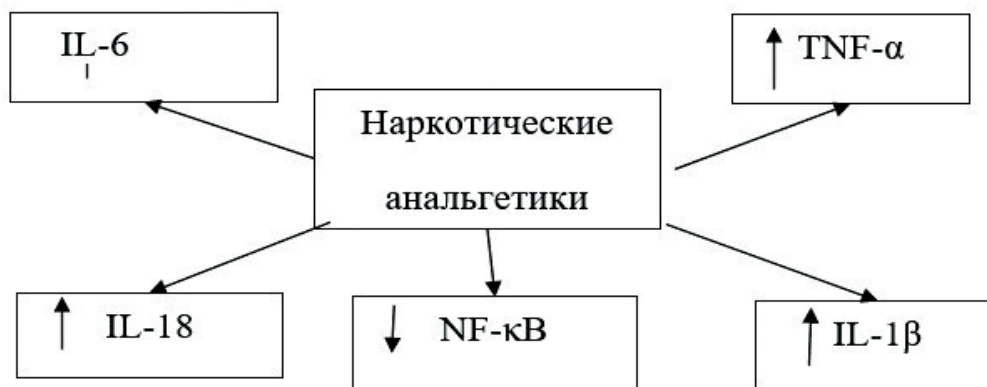 IL-6
TNF-α
Наркотические
анальгетики
IL-18
NF-κB
IL-1β